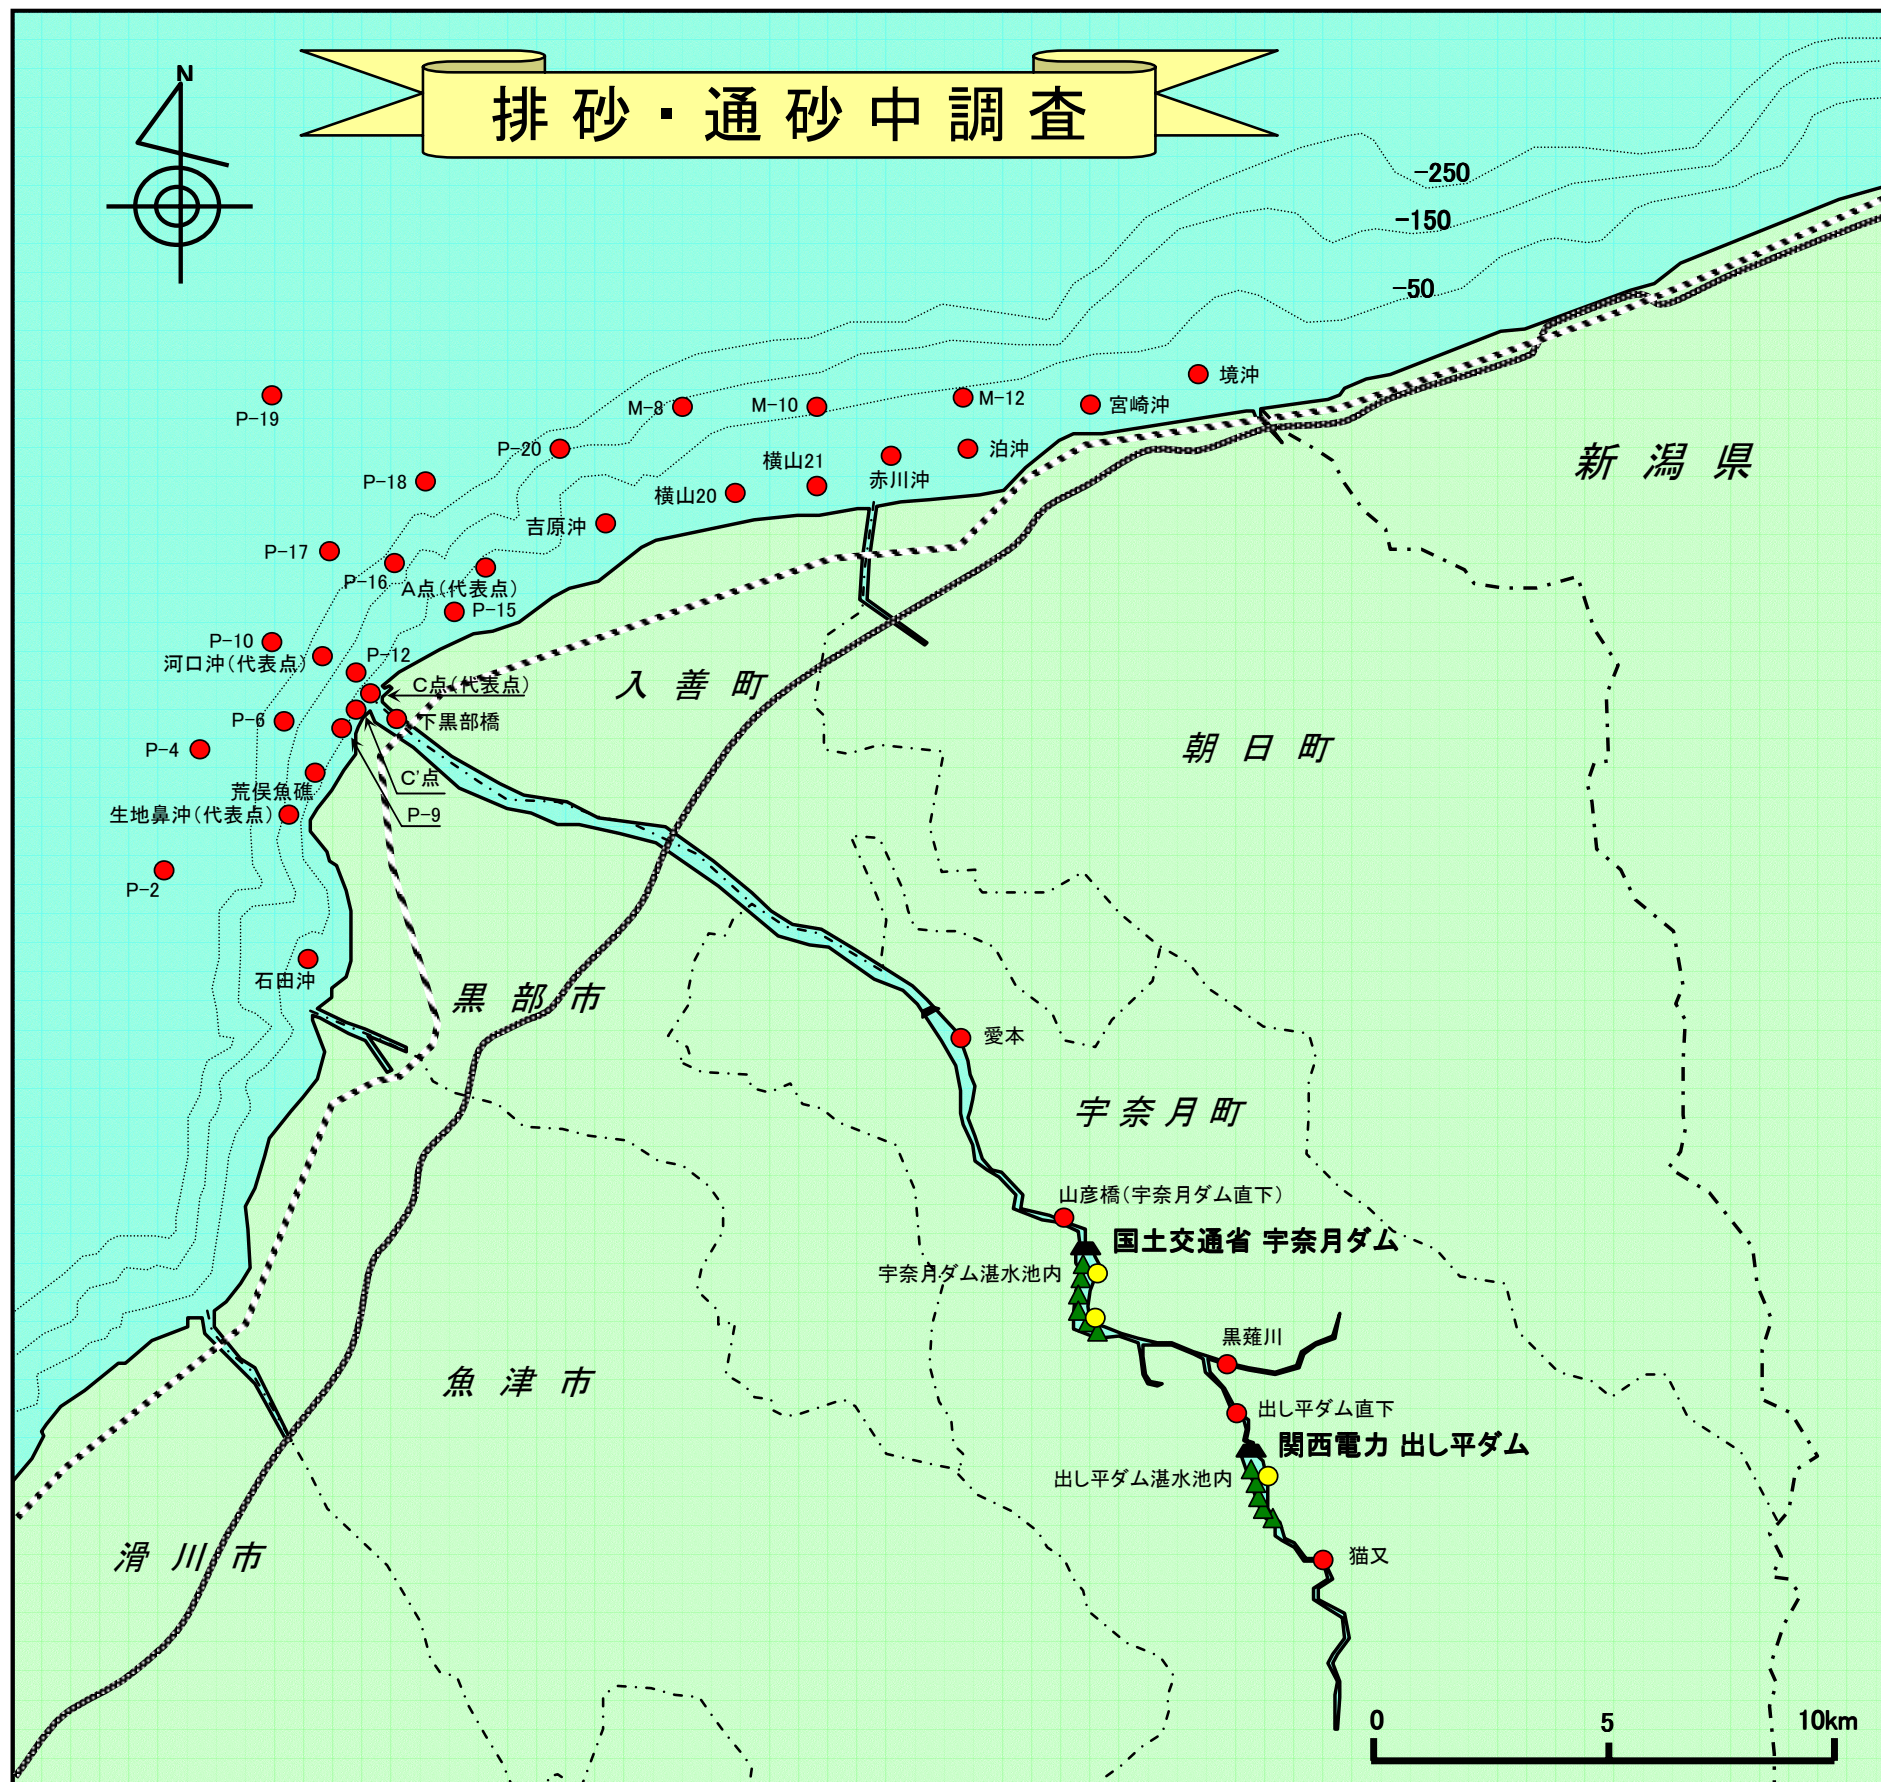 排砂・通砂中調査
N
-250
-150
-50
境沖
P-19
M-8
M-10
M-12
宮崎沖
P-20
泊沖
新潟県
横山21
赤川沖
P-18
横山20
吉原沖
P-17
P-16
A点(代表点)
P-15
P-10
河口沖(代表点)
P-12
C点(代表点)
入善町
P-6
下黒部橋
P-4
朝日町
C'点
荒俣魚礁
P-9
生地鼻沖(代表点)
P-2
石田沖
黒部市
愛本
宇奈月町
山彦橋(宇奈月ダム直下)
国土交通省 宇奈月ダム
宇奈月ダム湛水池内
黒薙川
魚津市
出し平ダム直下
関西電力 出し平ダム
出し平ダム湛水池内
猫又
滑川市
0 5 10km